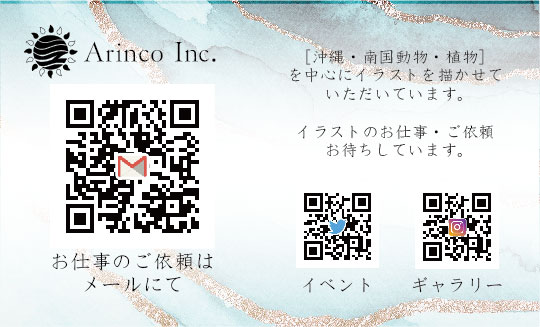 Arinco Inc.
[沖縄・南国動物・植物]
を中心にイラストを描かせて
いただいています。
イラストのお仕事・ご依頼
お待ちしています。
お仕事のご依頼は
メールにて
イベント
ギャラリー